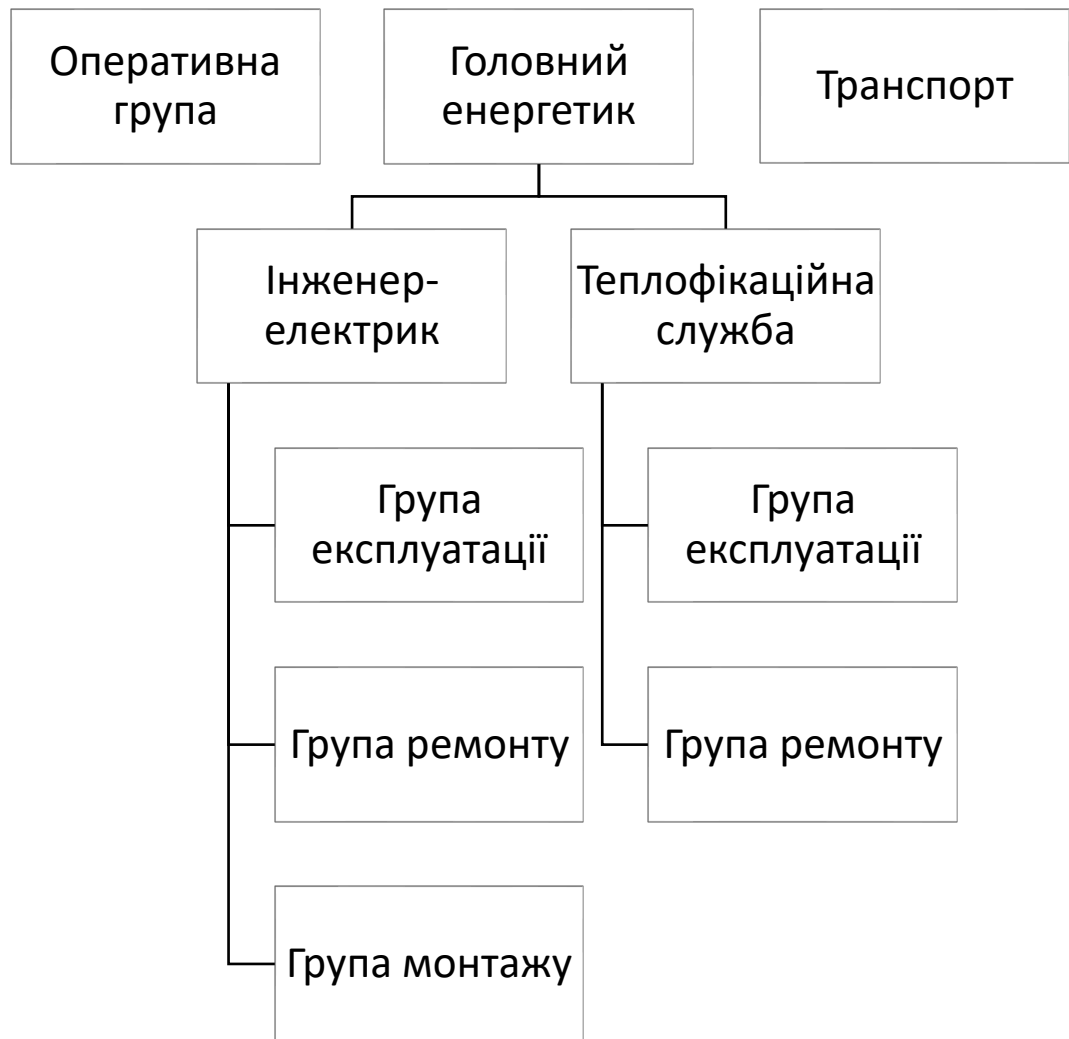 Оперативна
група
Головний
енергетик
Транспорт
Інженер-
електрик
Теплофікаційна
служба
Група
експлуатації
Група
експлуатації
Група ремонту
Група ремонту
Група монтажу